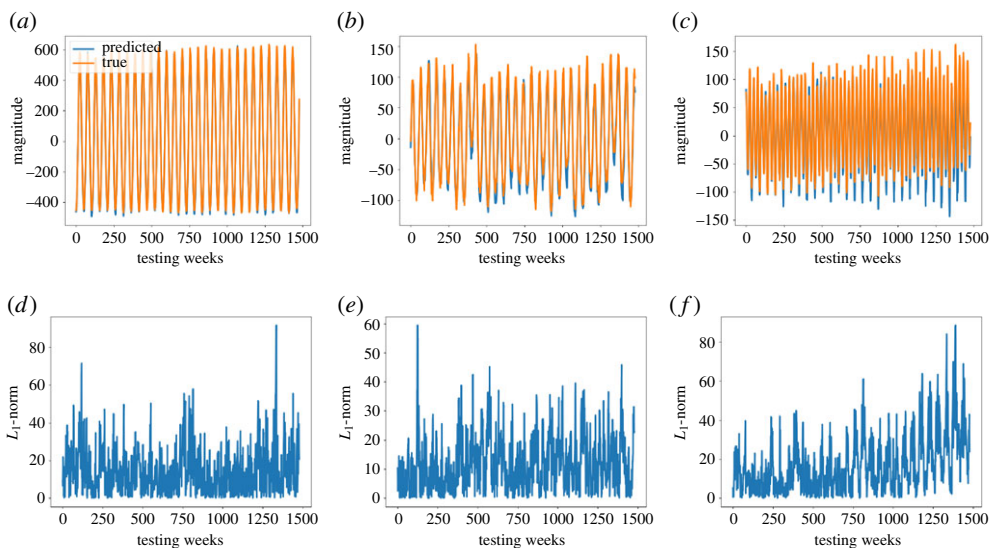 (a)
predicted
true
600
400
200
0
−200
−400
magnitude
0 250 500 750 1000 1250 1500
testing weeks
(b)
150
100
50
0
−50
−100
magnitude
0 250 500 750 1000 1250 1500
testing weeks
(c)
150
100
50
0
−50
−100
−150
magnitude
0 250 500 750 1000 1250 1500
testing weeks
(d)
80
60
40
20
0
L1-norm
0 250 500 750 1000 1250 1500
testing weeks
(e)
60
50
40
30
20
10
0
L1-norm
0 250 500 750 1000 1250 1500
testing weeks
(f)
80
60
40
20
0
L1-norm
0 250 500 750 1000 1250 1500
testing weeks